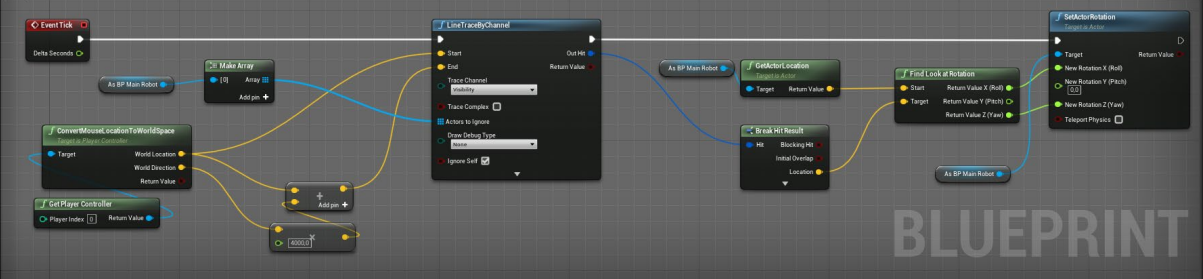 Event Tick
Delta Seconds
As BP Main Robot
Make Array
[0]
Array
Add pin +
ConvertMouseLocationToWorldSpace
Target is Player Controller
Target
World Location
World Direction
Return Value
Get Player Controller
Player Index 0
Return Value
+
Add pin +
4000,0
x
LineTraceByChannel
Start
Out Hit
End
Return Value
Trace Channel
Visibility
Trace Complex
Actors to Ignore
Draw Debug Type
None
Ignore Self
As BP Main Robot
GetActorLocation
Target is Actor
Target
Return Value
Break Hit Result
Hit
Blocking Hit
Initial Overlap
Location
Find Look at Rotation
Start
Return Value X (Roll)
Target
Return Value Y (Pitch)
Return Value Z (Yaw)
As BP Main Robot
SetActorRotation
Target is Actor
Target
Return Value
New Rotation X (Roll)
New Rotation Y (Pitch)
0,0
New Rotation Z (Yaw)
Teleport Physics
BLUEPRINT